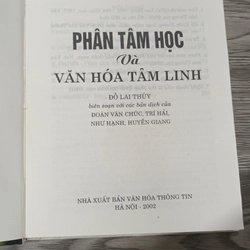 PHÂN TÂM HỌC
Và
VĂN HÓA TÂM LINH
ĐỖ LAI THÚY
biên soạn với các bản dịch của
ĐOÀN VĂN CHÚC, TRÍ HẢI,
NHƯ HẠNH, HUYỀN GIANG
NHÀ XUẤT BẢN VĂN HÓA THÔNG TIN
HÀ NỘI - 2002